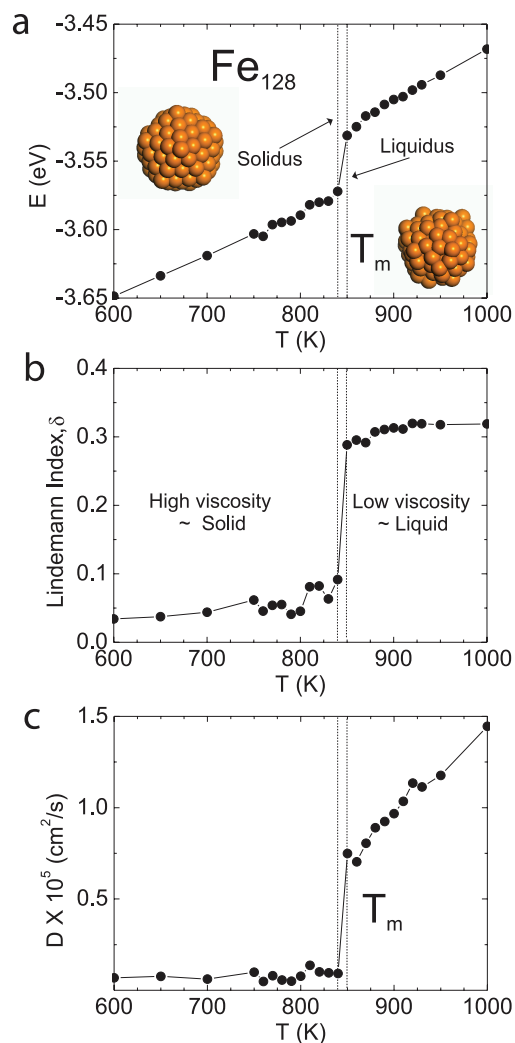 a
-3.45
-3.50
-3.55
-3.60
-3.65
E (eV)
Fe128
Solidus
Liquidus
Tm
600 700 800 900 1000
T (K)
b
0.4
0.3
0.2
0.1
0.0
Lindemann Index,δ
High viscosity
~ Solid
Low viscosity
~ Liquid
600 700 800 900 1000
T (K)
c
1.5
1.0
0.5
D X 10^5 (cm^2/s)
Tm
600 700 800 900 1000
T (K)